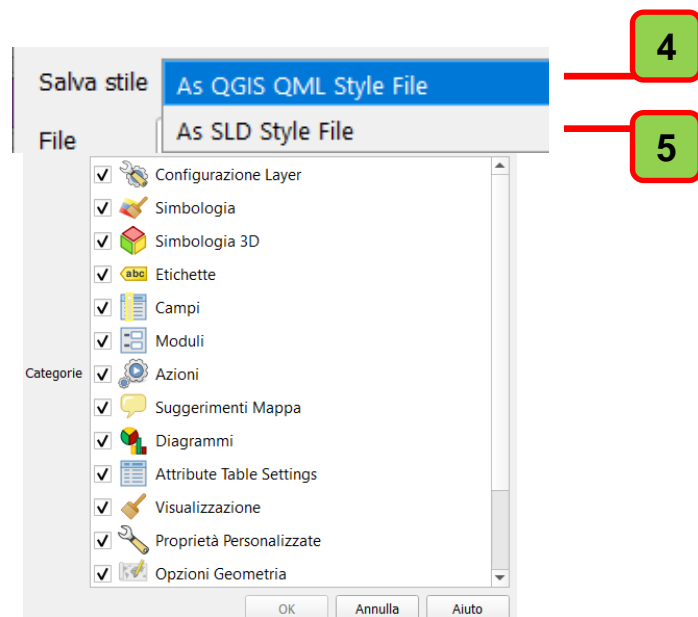 4
Salva stile As QGIS QML Style File
As SLD Style File
5
File
Configurazione Layer
Simbologia
Simbologia 3D
abc Etichette
Campi
Moduli
Categorie Azioni
Suggerimenti Mappa
Diagrammi
Attribute Table Settings
Visualizzazione
Proprietà Personalizzate
Opzioni Geometria
OK Annulla Aiuto